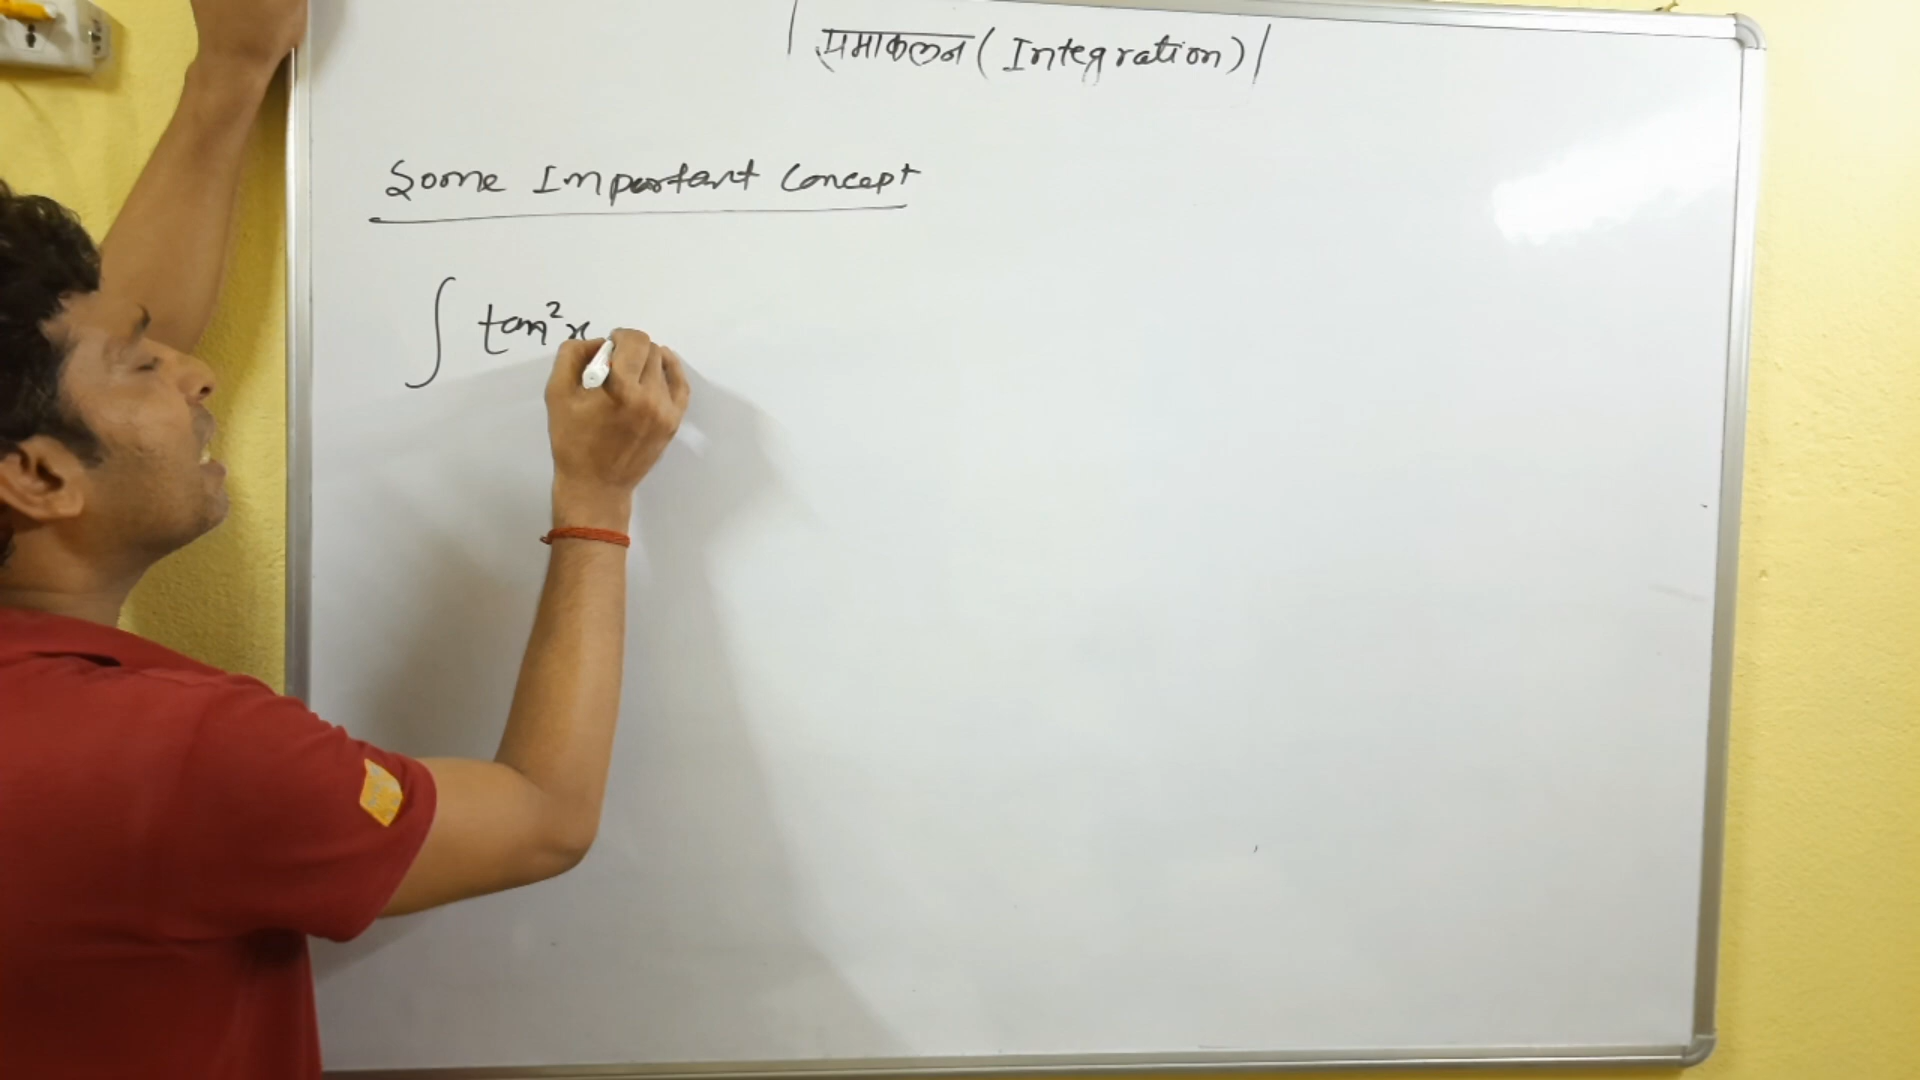 | समाकलन ( Integration ) |
Some Important Concept
∫ tan²x